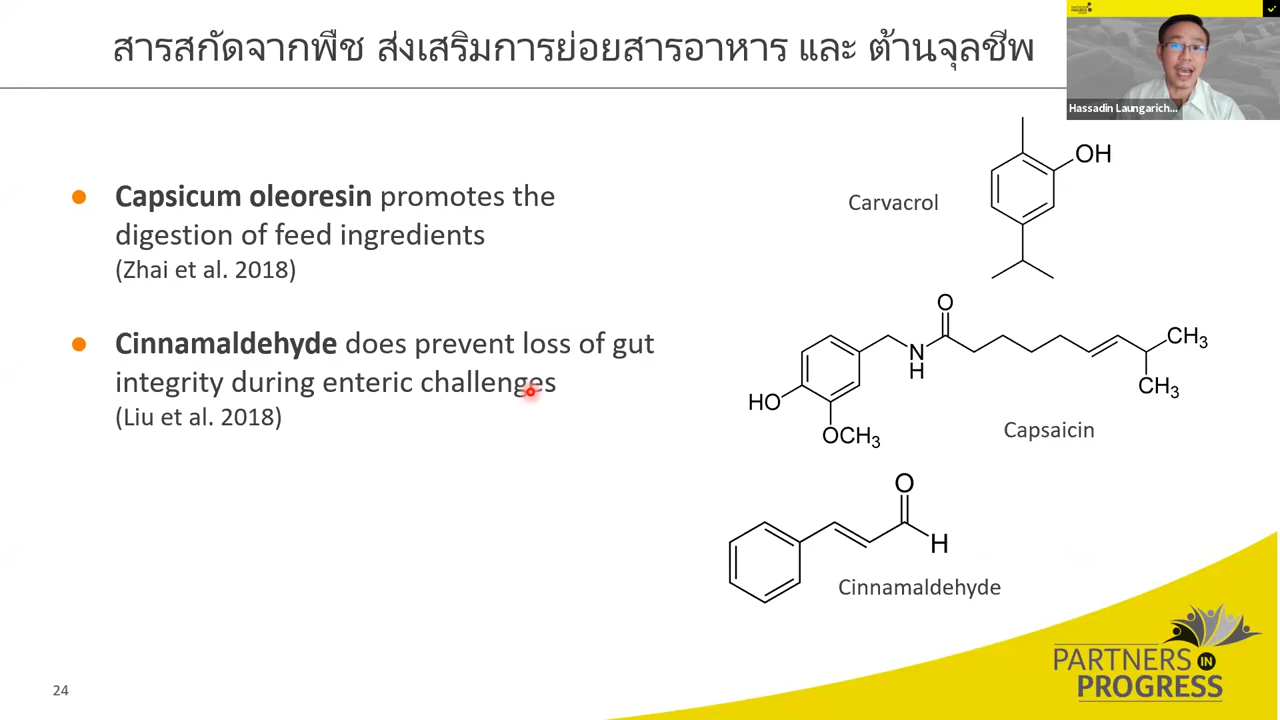 สารสกัดจากพืช ส่งเสริมการย่อยสารอาหาร และ ต้านจุลชีพ
Hassadin Laungarich...
Capsicum oleoresin promotes the
digestion of feed ingredients
(Zhai et al. 2018)
Cinnamaldehyde does prevent loss of gut
integrity during enteric challenges
(Liu et al. 2018)
OH
Carvacrol
O
N
H
CH3
CH3
HO
OCH3
Capsaicin
O
H
Cinnamaldehyde
PARTNERS IN
PROGRESS
24